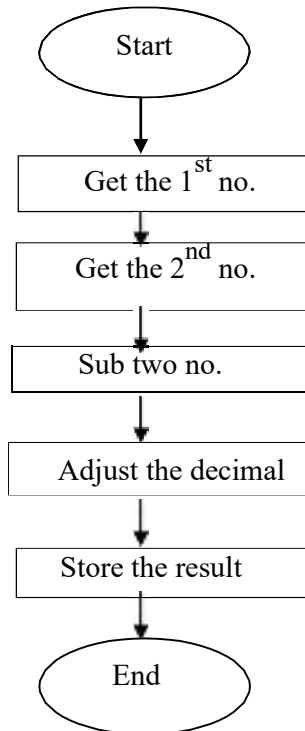 Start
Get the 1st no.
Get the 2nd no.
Sub two no.
Adjust the decimal
Store the result
End